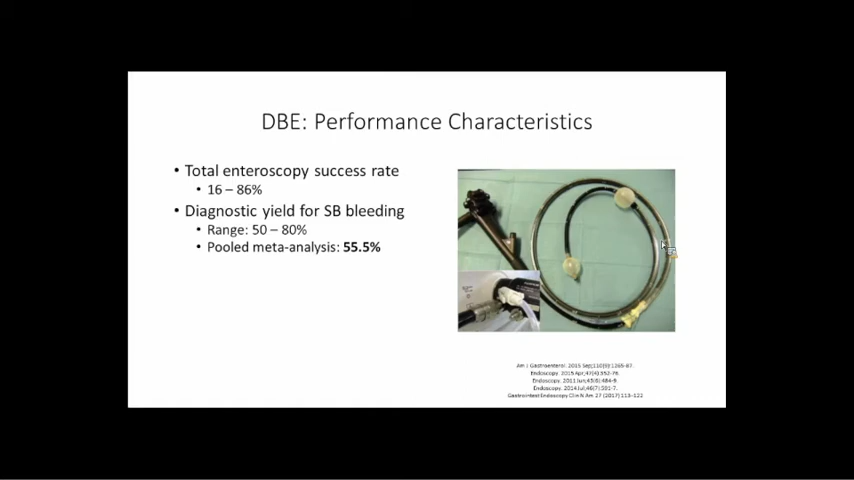 DBE: Performance Characteristics
• Total enteroscopy success rate
• 16 – 86%
• Diagnostic yield for SB bleeding
• Range: 50 – 80%
• Pooled meta-analysis: 55.5%
Am J Gastroenterol. 2015 Sep;110(9):1265-87.
Endoscopy. 2015 Apr;47(4):352-76.
Endoscopy. 2011 Jun;43(6):484-9.
Endoscopy. 2014 Jul;46(7):591-7.
Gastrointest Endoscopy Clin N Am 27 (2017) 113–122